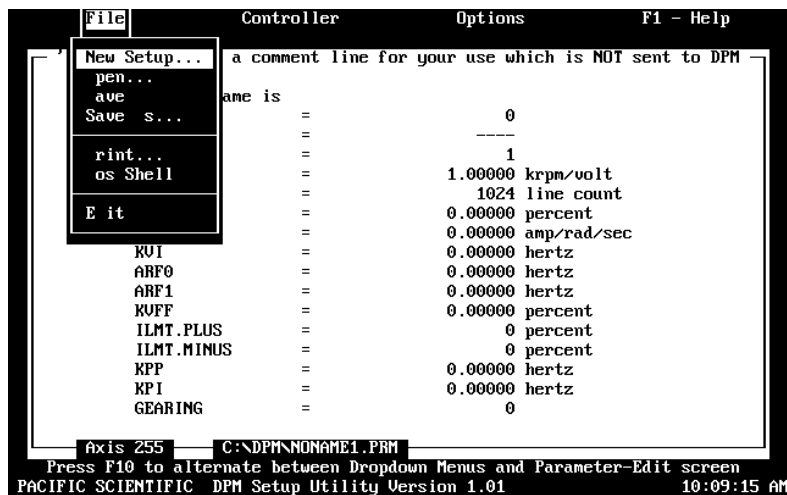 File Controller Options F1 - Help
New Setup... a comment line for your use which is NOT sent to DPM
pen...
ave ame is
Save s... = 0
= ----
rint... = 1
os Shell = 1.00000 krpm/volt
= 1024 line count
E it = 0.00000 percent
= 0.00000 amp/rad/sec
KVI = 0.00000 hertz
ARF0 = 0.00000 hertz
ARF1 = 0.00000 hertz
KVFF = 0.00000 percent
ILMT.PLUS = 0 percent
ILMT.MINUS = 0 percent
KPP = 0.00000 hertz
KPI = 0.00000 hertz
GEARING = 0
Axis 255 C:\DPM\NONAME1.PRM
Press F10 to alternate between Dropdown Menus and Parameter-Edit screen
PACIFIC SCIENTIFIC DPM Setup Utility Version 1.01 10:09:15 AM